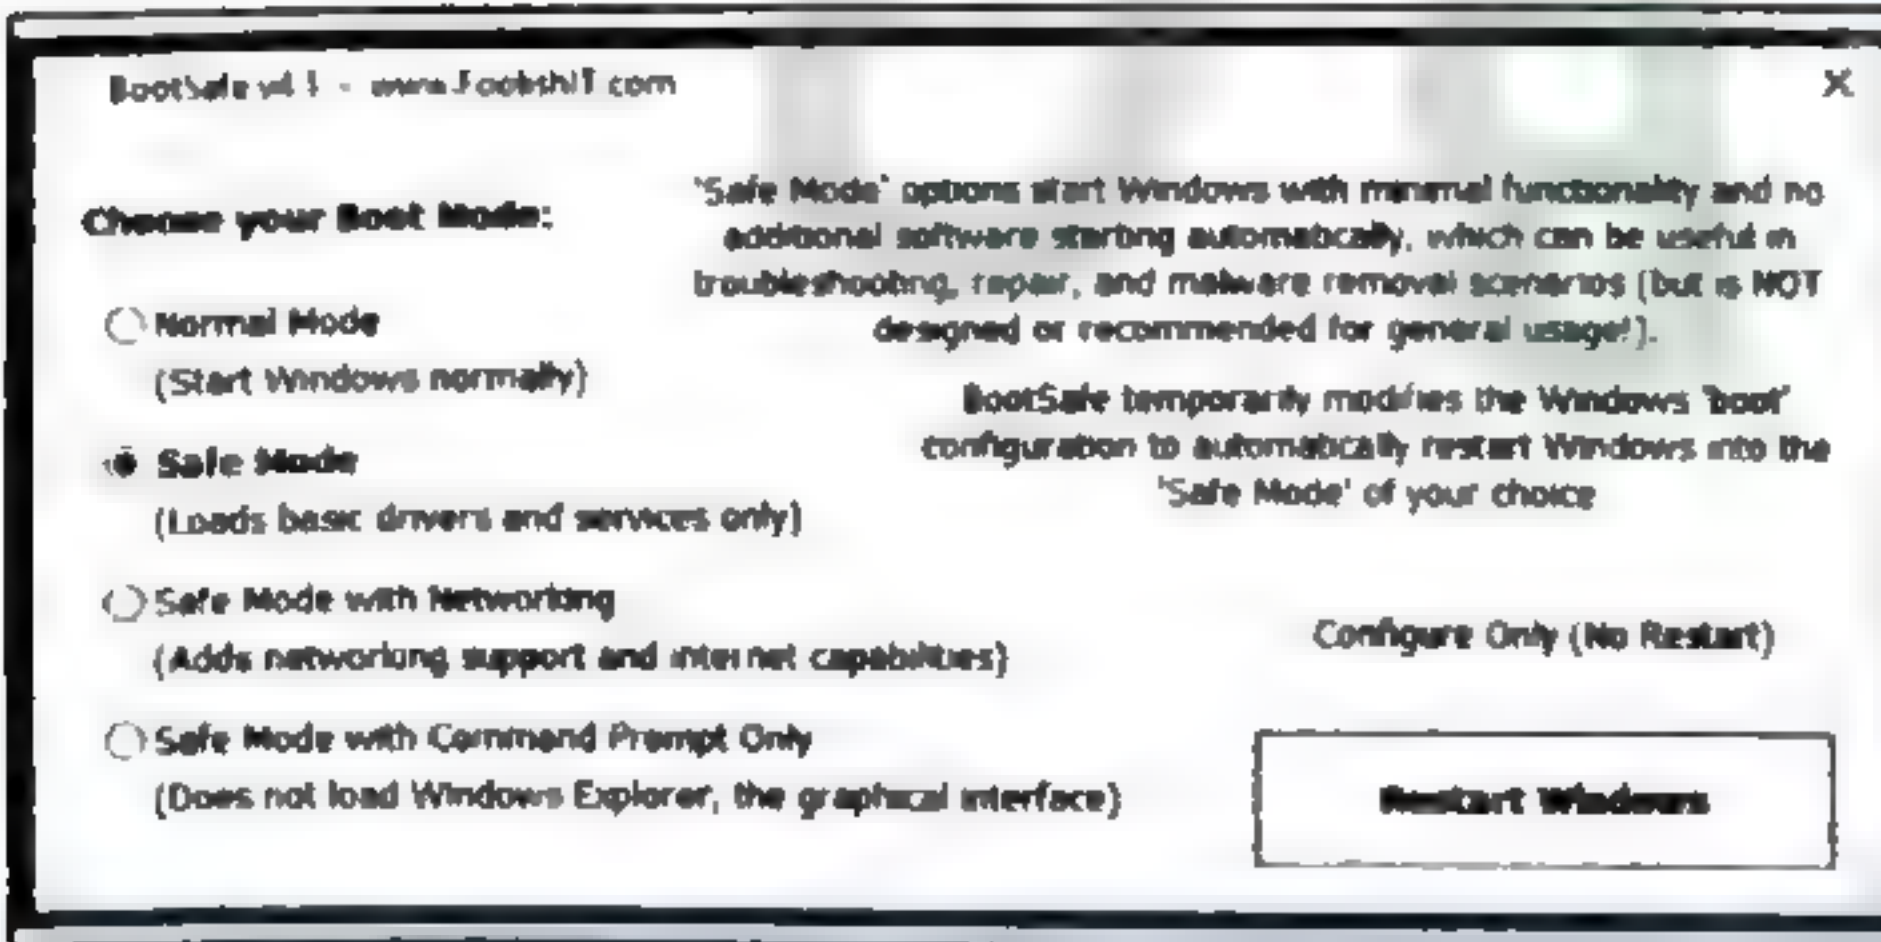 BootSafe - www.FoolishIT.com
X
Choose your Boot Mode:
Normal Mode
(Start Windows normally)
Safe Mode
(Loads basic drivers and services only)
Safe Mode with Networking
(Adds networking support and internet capabilities)
Safe Mode with Command Prompt Only
(Does not load Windows Explorer, the graphical interface)
'Safe Mode' options start Windows with minimal functionality and no
additional software starting automatically, which can be useful in
troubleshooting, repair, and malware removal scenarios (but is NOT
designed or recommended for general usage!).
BootSafe temporarily modifies the Windows 'boot'
configuration to automatically restart Windows into the
'Safe Mode' of your choice
Configure Only (No Restart)
Restart Windows